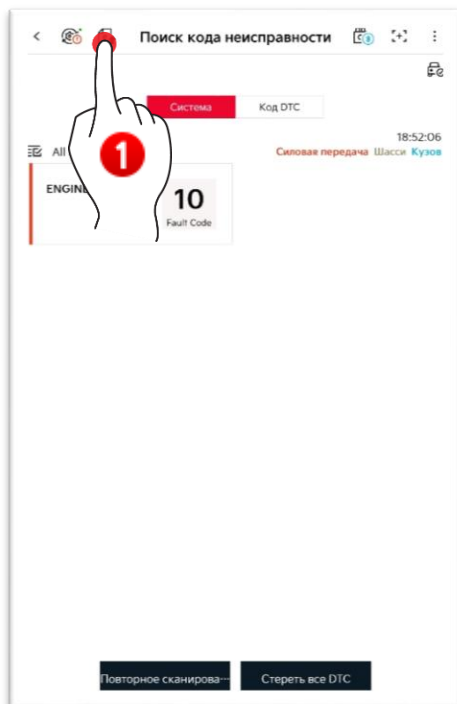 Поиск кода неисправности
Система Код DTC
18:52:06
All Силовая передача Шасси Кузов
1
10
Fault Code
Повторное сканирова···
Стереть все DTC